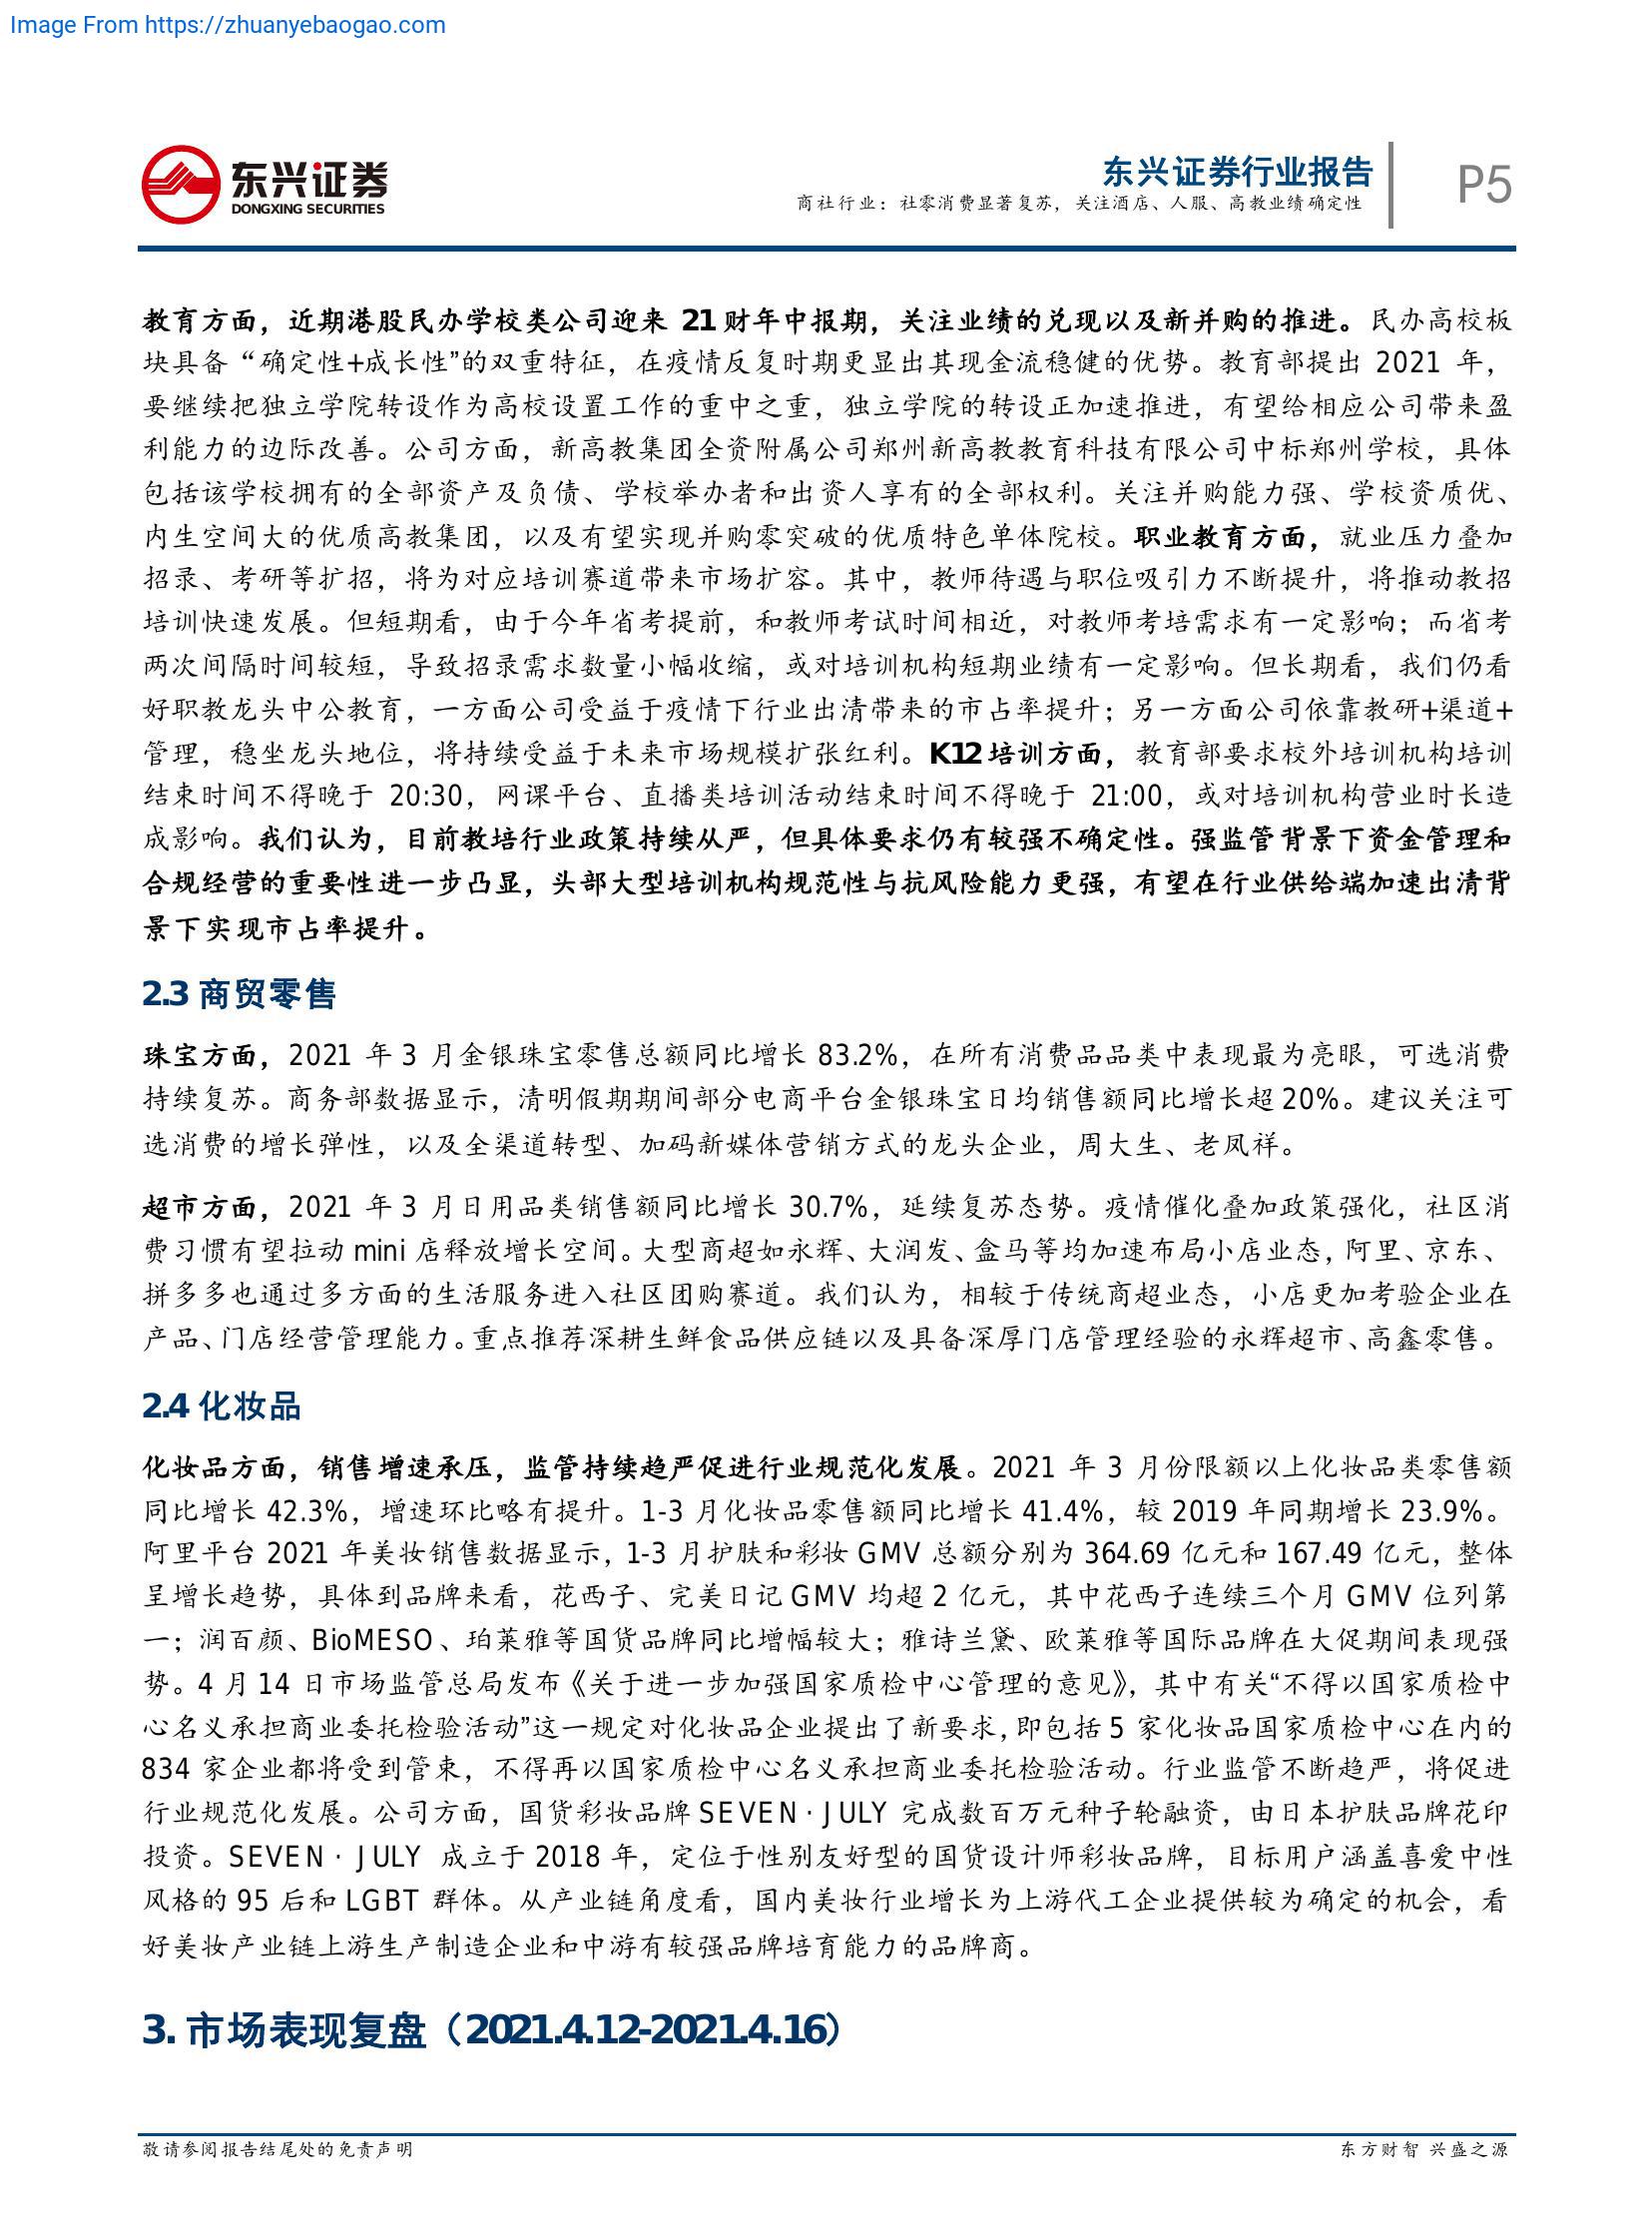 Image From https://zhuanyebaogao.com
东兴证券
DONGXING SECURITIES
东兴证券行业报告
商社行业：社零消费显著复苏，关注酒店、人服、高教业绩确定性
P5
教育方面，近期港股民办学校类公司迎来 21 财年中报期，关注业绩的兑现以及新并购的推进。民办高校板
块具备“确定性+成长性”的双重特征，在疫情反复时期更显出其现金流稳健的优势。教育部提出 2021 年，
要继续把独立学院转设作为高校设置工作的重中之重，独立学院的转设正加速推进，有望给相应公司带来盈
利能力的边际改善。公司方面，新高教集团全资附属公司郑州新高教教育科技有限公司中标郑州学校，具体
包括该学校拥有的全部资产及负债、学校举办者和出资人享有的全部权利。关注并购能力强、学校资质优、
内生空间大的优质高教集团，以及有望实现并购零突破的优质特色单体院校。职业教育方面，就业压力叠加
招录、考研等扩招，将为对应培训赛道带来市场扩容。其中，教师待遇与职位吸引力不断提升，将推动教招
培训快速发展。但短期看，由于今年省考提前，和教师考试时间相近，对教师考培需求有一定影响；而省考
两次间隔时间较短，导致招录需求数量小幅收缩，或对培训机构短期业绩有一定影响。但长期看，我们仍看
好职教龙头中公教育，一方面公司受益于疫情下行业出清带来的市占率提升；另一方面公司依靠教研+渠道+
管理，稳坐龙头地位，将持续受益于未来市场规模扩张红利。K12 培训方面，教育部要求校外培训机构培训
结束时间不得晚于 20:30，网课平台、直播类培训活动结束时间不得晚于 21:00，或对培训机构营业时长造
成影响。我们认为，目前教培行业政策持续从严，但具体要求仍有较强不确定性。强监管背景下资金管理和
合规经营的重要性进一步凸显，头部大型培训机构规范性与抗风险能力更强，有望在行业供给端加速出清背
景下实现市占率提升。
2.3 商贸零售
珠宝方面，2021 年 3 月金银珠宝零售总额同比增长 83.2%，在所有消费品品类中表现最为亮眼，可选消费
持续复苏。商务部数据显示，清明假期期间部分电商平台金银珠宝日均销售额同比增长超 20%。建议关注可
选消费的增长弹性，以及全渠道转型、加码新媒体营销方式的龙头企业，周大生、老凤祥。
超市方面，2021 年 3 月日用品类销售额同比增长 30.7%，延续复苏态势。疫情催化叠加政策强化，社区消
费习惯有望拉动 mini 店释放增长空间。大型商超如永辉、大润发、盒马等均加速布局小店业态，阿里、京东、
拼多多也通过多方面的生活服务进入社区团购赛道。我们认为，相较于传统商超业态，小店更加考验企业在
产品、门店经营管理能力。重点推荐深耕生鲜食品供应链以及具备深厚门店管理经验的永辉超市、高鑫零售。
2.4 化妆品
化妆品方面，销售增速承压，监管持续趋严促进行业规范化发展。2021 年 3 月份限额以上化妆品类零售额
同比增长 42.3%，增速环比略有提升。1-3 月化妆品零售额同比增长 41.4%，较 2019 年同期增长 23.9%。
阿里平台 2021 年美妆销售数据显示，1-3 月护肤和彩妆 GMV 总额分别为 364.69 亿元和 167.49 亿元，整体
呈增长趋势，具体到品牌来看，花西子、完美日记 GMV 均超 2 亿元，其中花西子连续三个月 GMV 位列第
一；润百颜、BioMESO、珀莱雅等国货品牌同比增幅较大；雅诗兰黛、欧莱雅等国际品牌在大促期间表现强
势。4 月 14 日市场监管总局发布《关于进一步加强国家质检中心管理的意见》，其中有关“不得以国家质检中
心名义承担商业委托检验活动”这一规定对化妆品企业提出了新要求，即包括 5 家化妆品国家质检中心在内的
834 家企业都将受到管束，不得再以国家质检中心名义承担商业委托检验活动。行业监管不断趋严，将促进
行业规范化发展。公司方面，国货彩妆品牌 SEVEN·JULY 完成数百万元种子轮融资，由日本护肤品牌花印
投资。SEVEN·JULY 成立于 2018 年，定位于性别友好型的国货设计师彩妆品牌，目标用户涵盖喜爱中性
风格的 95 后和 LGBT 群体。从产业链角度看，国内美妆行业增长为上游代工企业提供较为确定的机会，看
好美妆产业链上游生产制造企业和中游有较强品牌培育能力的品牌商。
3. 市场表现复盘（2021.4.12-2021.4.16）
敬请参阅报告结尾处的免责声明
东方财智 兴盛之源